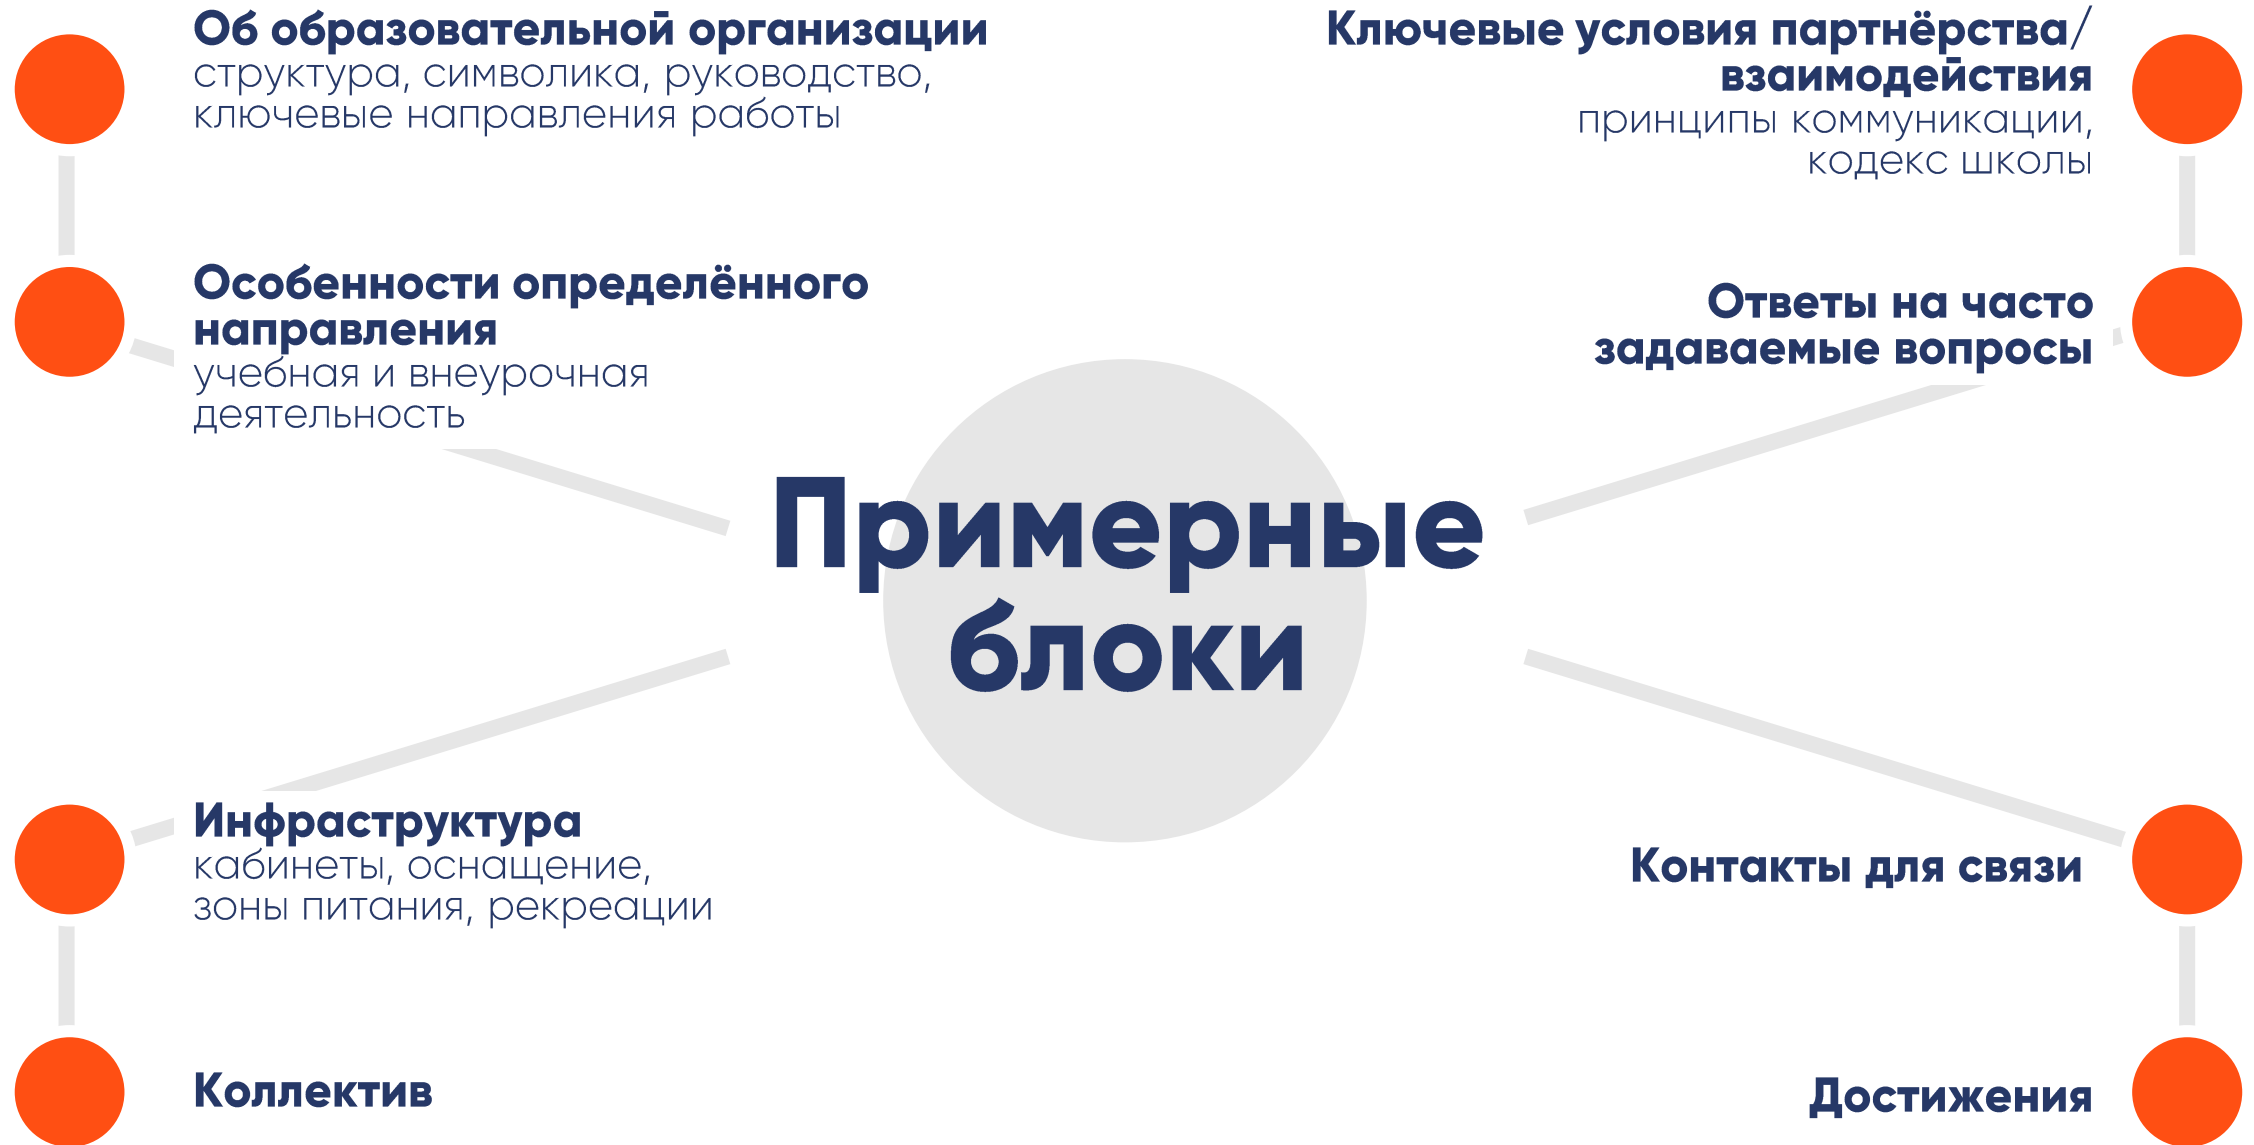 Об образовательной организации
структура, символика, руководство,
ключевые направления работы
Особенности определённого
направления
учебная и внеурочная
деятельность
Ключевые условия партнёрства/
взаимодействия
принципы коммуникации,
кодекс школы
Ответы на часто
задаваемые вопросы
Примерные
блоки
Инфраструктура
кабинеты, оснащение,
зоны питания, рекреации
Коллектив
Контакты для связи
Достижения